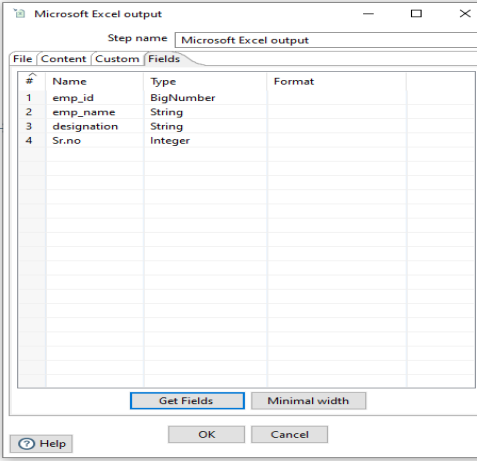 Microsoft Excel output
Step name Microsoft Excel output
File Content Custom Fields
# Name Type Format
1 emp_id BigNumber
2 emp_name String
3 designation String
4 Sr.no Integer
Get Fields Minimal width
OK Cancel
? Help